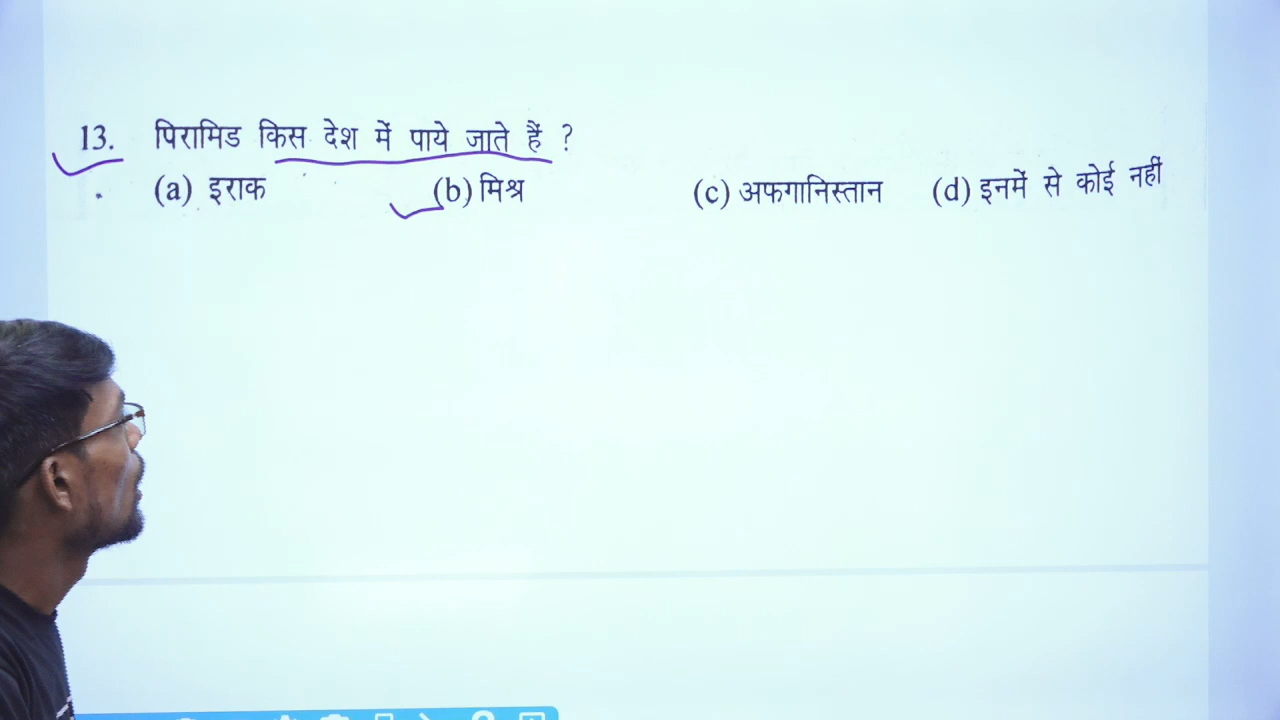 13. पिरामिड किस देश में पाये जाते हैं ?
(a) इराक (b) मिश्र (c) अफगानिस्तान (d) इनमें से कोई नहीं